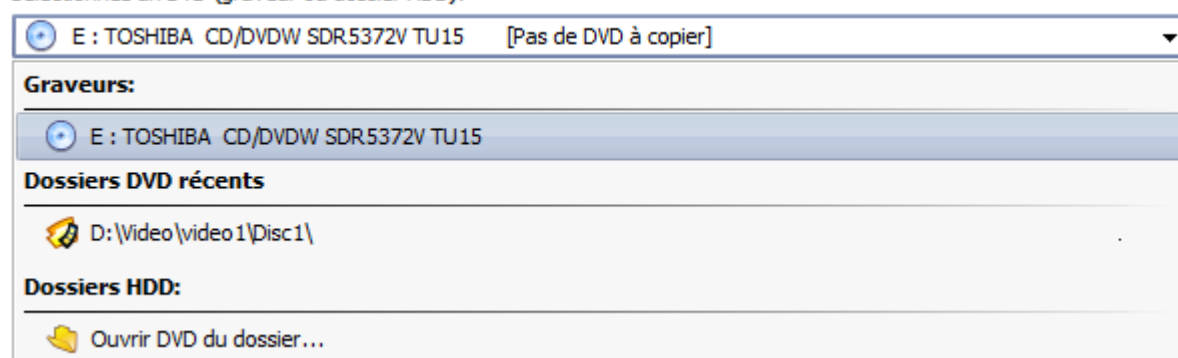 E : TOSHIBA CD/DVDW SDR5372V TU15 [Pas de DVD à copier]
Graveurs:
E : TOSHIBA CD/DVDW SDR5372V TU15
Dossiers DVD récents
D:\Video\video1\Disc1\
Dossiers HDD:
Ouvrir DVD du dossier...